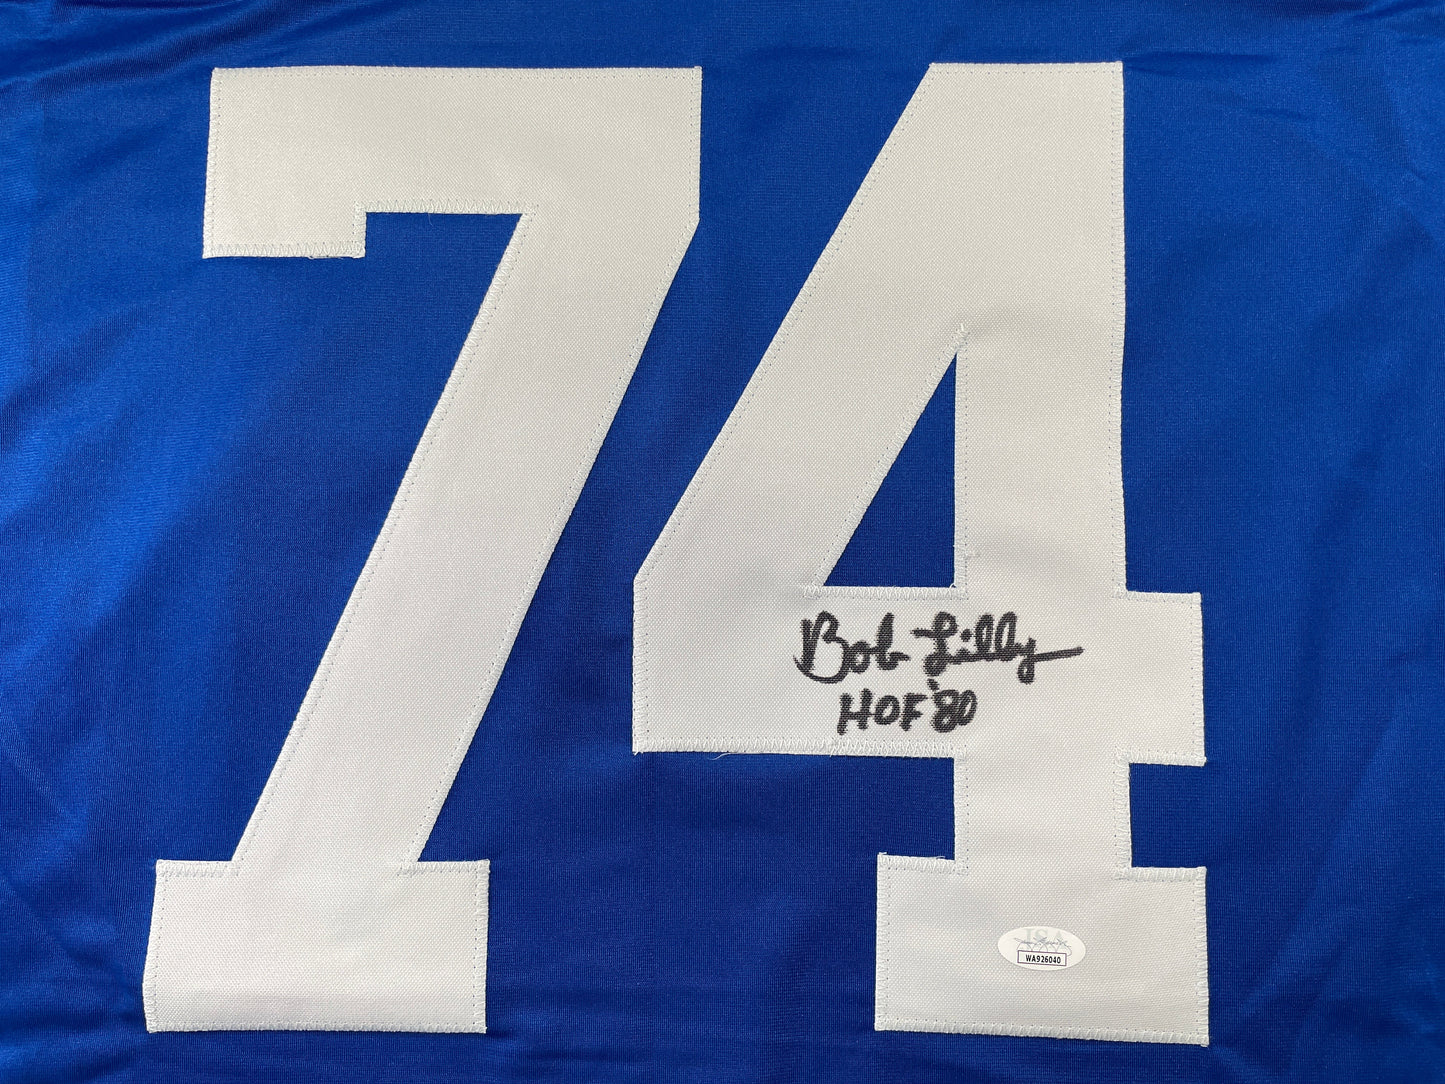 74
Bob Lilly
HOF '80
JSA
WA926040